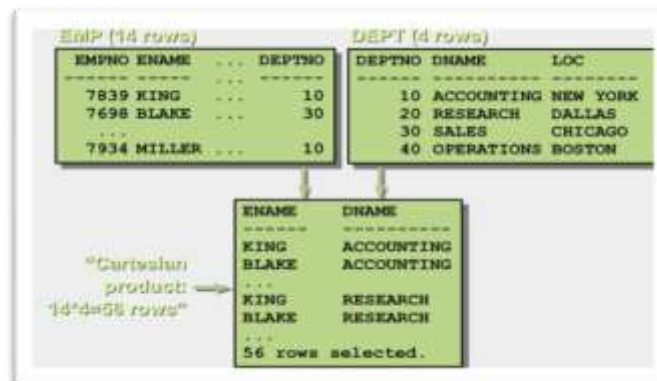 EMP (14 rows)
EMPNO ENAME ... DEPTNO
------ ------ ... ------
7839 KING ... 10
7698 BLAKE ... 30
...
7934 MILLER ... 10
DEPT (4 rows)
DEPTNO DNAME LOC
------ ---------- --------
10 ACCOUNTING NEW YORK
20 RESEARCH DALLAS
30 SALES CHICAGO
40 OPERATIONS BOSTON
"Cartesian
product:
14*4=56 rows"
ENAME DNAME
------ ----------
KING ACCOUNTING
BLAKE ACCOUNTING
...
KING RESEARCH
BLAKE RESEARCH
...
56 rows selected.